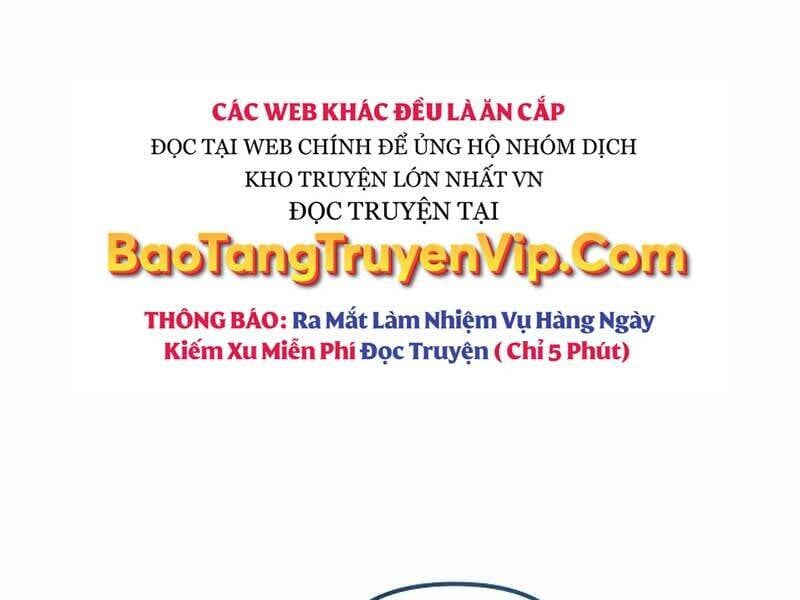 CÁC WEB KHÁC ĐỀU LÀ ĂN CẮP
ĐỌC TẠI WEB CHÍNH ĐỂ ỦNG HỘ NHÓM DỊCH
KHO TRUYỆN LỚN NHẤT VN
ĐỌC TRUYỆN TẠI
BaoTangTruyenVip.Com
THÔNG BÁO: Ra Mắt Làm Nhiệm Vụ Hàng Ngày
Kiếm Xu Miễn Phí Đọc Truyện ( Chỉ 5 Phút)